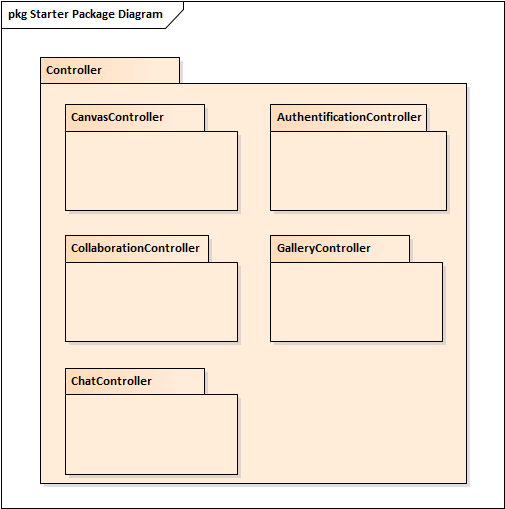 pkg Starter Package Diagram
Controller
CanvasController
AuthentificationController
CollaborationController
GalleryController
ChatController